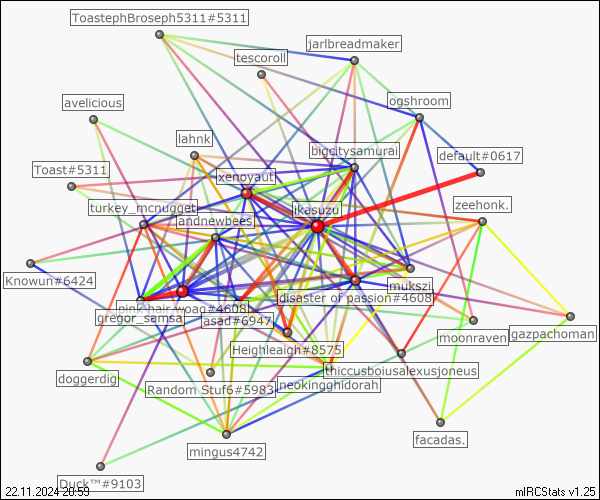 ToastephBroseph5311#5311
jarlbreadmaker
tescoroll
avelicious
ogshroom
lahnk
bigcitysamurai
default#0617
Toast#5311
xenoyaut
turkey_mcnugget
ikasuzu
zeehonk.
andnewbees
Knowun#6424
mukszi
disaster of passion#4608
pink hair woag#4608
gregor_samsa
asad#6947
moonraven
gazpachoman
Heighleaigh#8575
thiccusboiusalexusjoneus
doggerdig
Random Stuf6#5983
neokingghidorah
facadas.
mingus4742
Duck™#9103
22.11.2024 20:59
mIRCStats v1.25